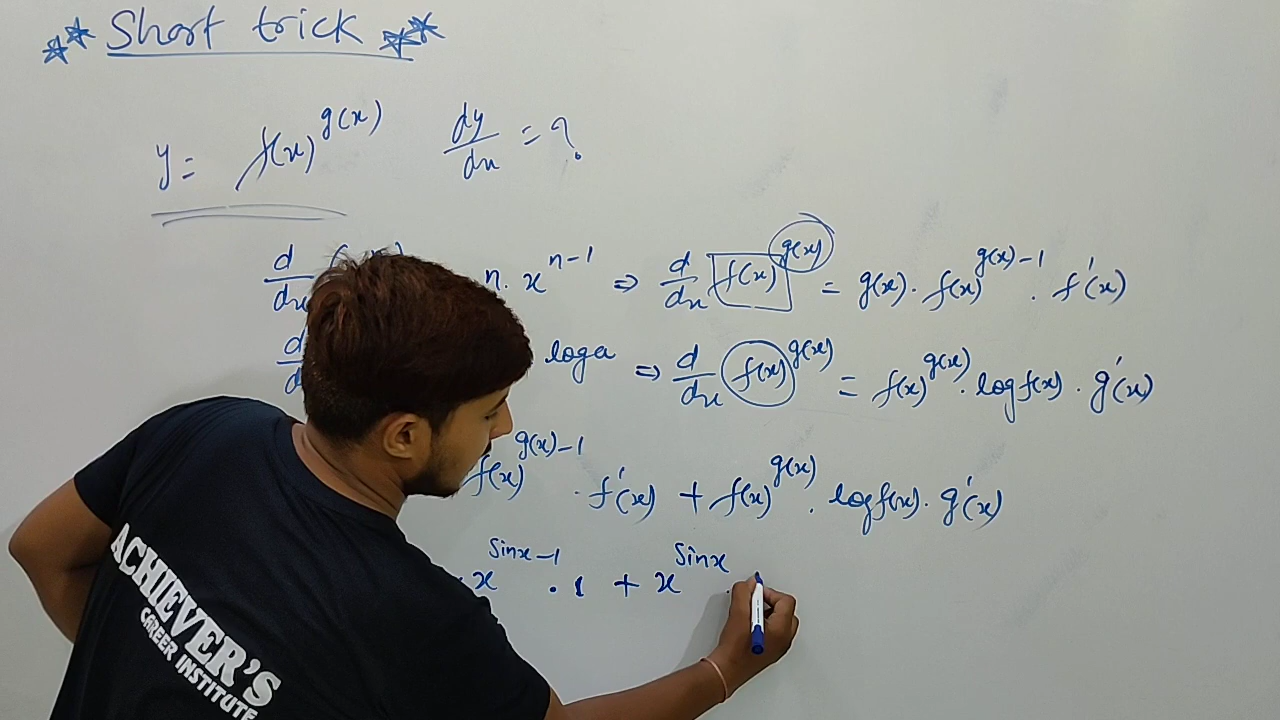 ** Short trick **
y = f(x)^g(x) dy/dx = ?
d/dx n. x^n-1 ⇒ d/dx f(x)^g(x) = g(x). f(x)^g(x)-1 . f'(x)
d/d loga ⇒ d/dx f(x)^g(x) = f(x)^g(x) . log f(x) . g'(x)
f(x)^g(x)-1 . f'(x) + f(x)^g(x) . log f(x) . g'(x)
. x^Sinx-1 . 1 + x^Sinx .
ACHIEVER'S
CAREER INSTITUTE